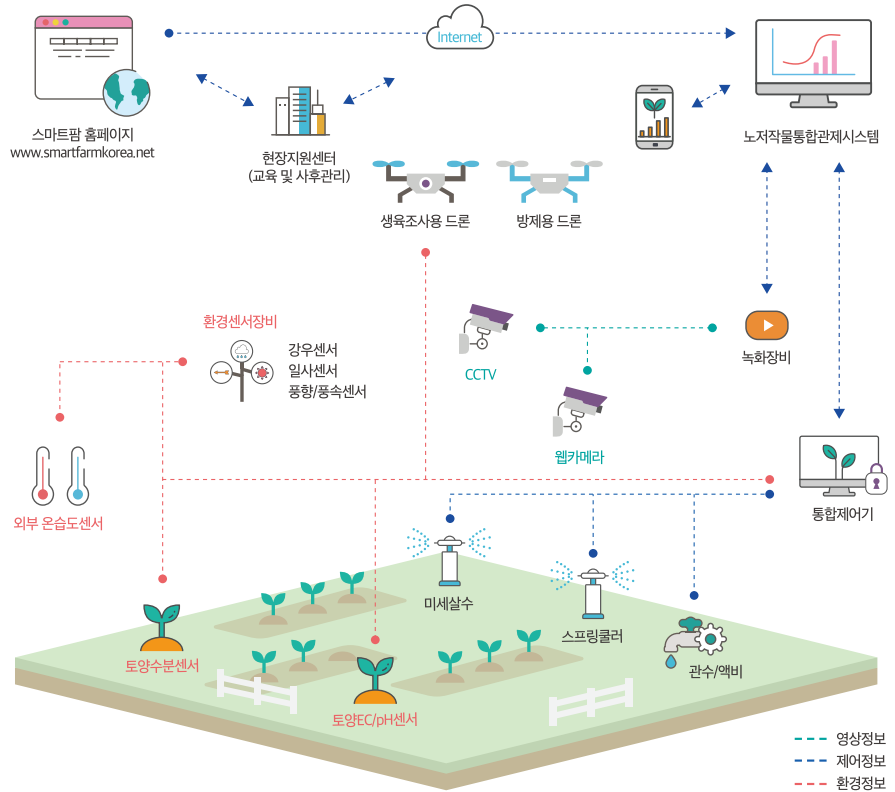 Internet
스마트팜 홈페이지
www.smartfarmkorea.net
현장지원센터
(교육 및 사후관리)
노저작물통합관제시스템
생육조사용 드론
방제용 드론
환경센서장비
강우센서
일사센서
풍향/풍속센서
CCTV
녹화장비
웹카메라
외부 온습도센서
통합제어기
미세살수
스프링쿨러
토양수분센서
관수/액비
토양EC/pH센서
영상정보
제어정보
환경정보